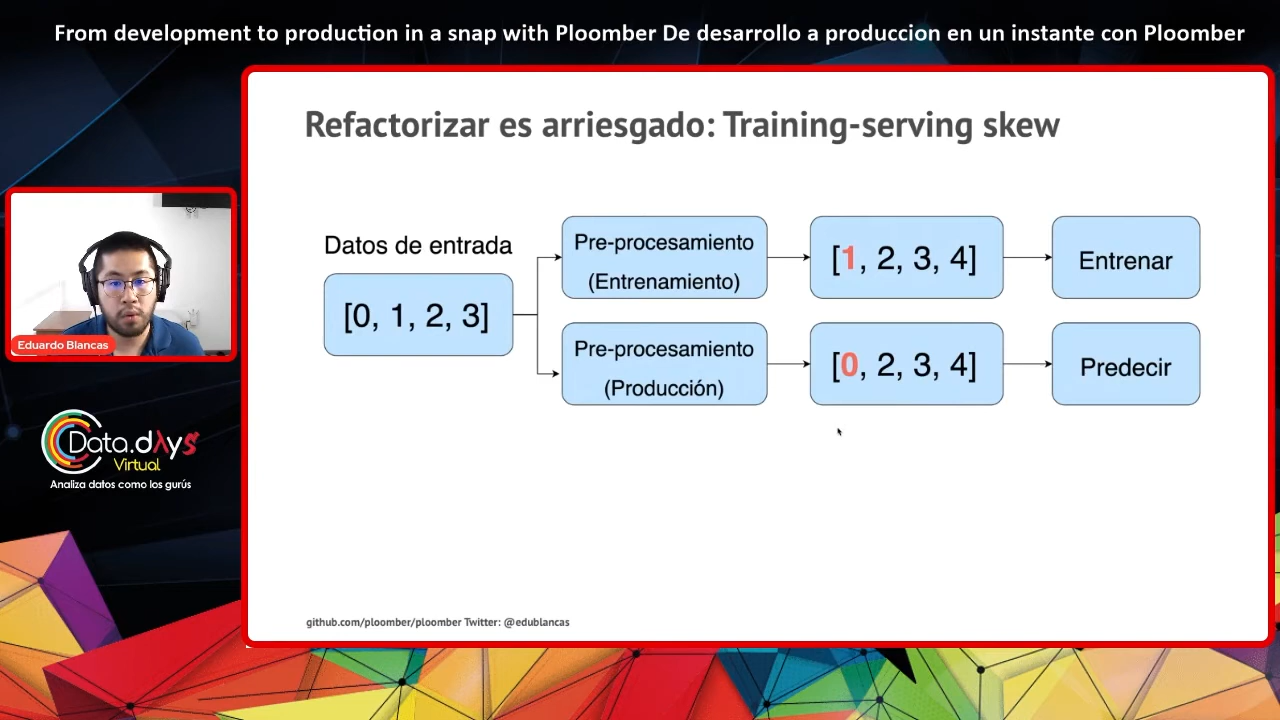 From development to production in a snap with Ploomber De desarrollo a produccion en un instante con Ploomber
Refactorizar es arriesgado: Training-serving skew
Datos de entrada
[0, 1, 2, 3]
Pre-procesamiento
(Entrenamiento)
[1, 2, 3, 4]
Entrenar
Pre-procesamiento
(Producción)
[0, 2, 3, 4]
Predecir
Eduardo Blancas
Data.dAys
Virtual
Analiza datos como los gurús
github.com/ploomber/ploomber Twitter: @edublancas